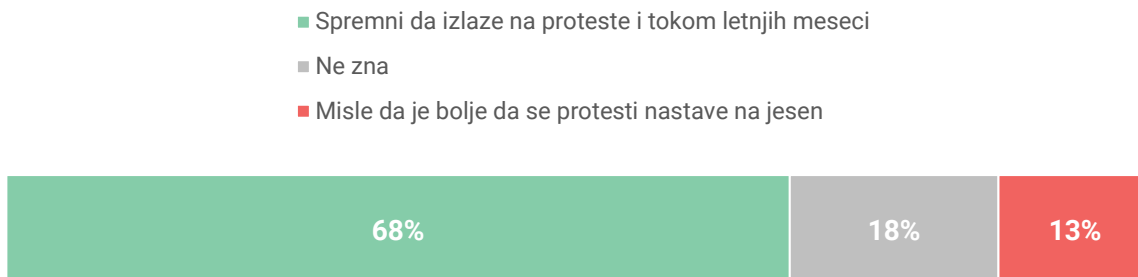 Spremni da izlaze na proteste i tokom letnjih meseci
Ne zna
Misle da je bolje da se protesti nastave na jesen
68% 18% 13%